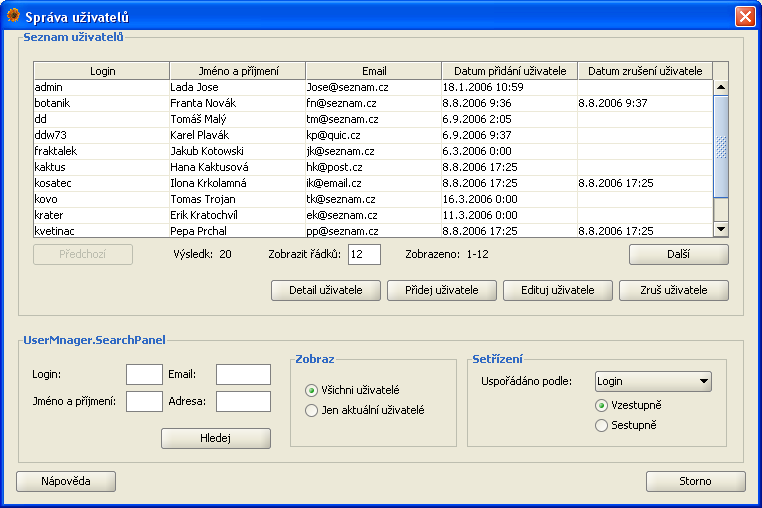 Správa uživatelů
Seznam uživatelů
Login Jméno a příjmení Email Datum přidání uživatele Datum zrušení uživatele
admin Lada Jose Jose@seznam.cz 18.1.2006 10:59
botanik Franta Novák fn@seznam.cz 8.8.2006 9:36 8.8.2006 9:37
dd Tomáš Malý tm@seznam.cz 6.9.2006 2:05
ddw73 Karel Plavák kp@quic.cz 6.9.2006 9:37
fraktalek Jakub Kotowski jk@seznam.cz 6.3.2006 0:00
kaktus Hana Kaktusová hk@post.cz 8.8.2006 17:25
kosatec Ilona Krkolamná ik@email.cz 8.8.2006 17:25 8.8.2006 17:25
kovo Tomas Trojan tk@seznam.cz 16.3.2006 0:00
krater Erik Kratochvíl ek@seznam.cz 11.3.2006 0:00
kvetinac Pepa Prchal pp@seznam.cz 8.8.2006 17:25 8.8.2006 17:25
Předchozí Výsledk: 20 Zobrazit řádků: 12 Zobrazeno: 1-12 Další
Detail uživatele Přidej uživatele Edituj uživatele Zruš uživatele
UserMnager.SearchPanel
Login: Email:
Jméno a příjmení: Adresa:
Hledej
Zobraz
Všichni uživatelé
Jen aktuální uživatelé
Setřízení
Uspořádáno podle: Login
Vzestupně
Sestupně
Nápověda Storno